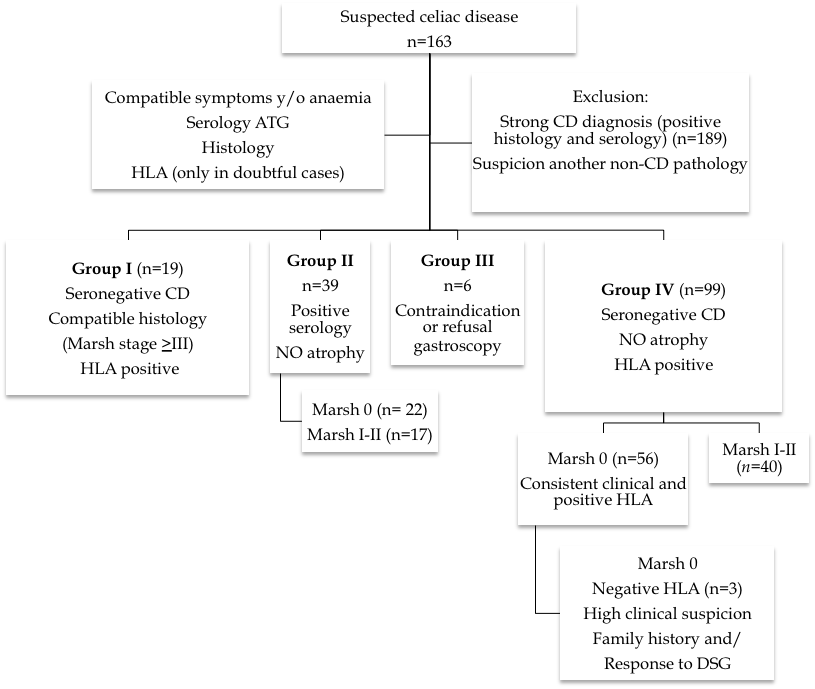 Suspected celiac disease
n=163
Compatible symptoms y/o anaemia
Serology ATG
Histology
HLA (only in doubtful cases)
Exclusion:
Strong CD diagnosis (positive
histology and serology) (n=189)
Suspicion another non-CD pathology
Group I (n=19)
Seronegative CD
Compatible histology
(Marsh stage ≥III)
HLA positive
Group II
n=39
Positive
serology
NO atrophy
Marsh 0 (n= 22)
Marsh I-II (n=17)
Group III
n=6
Contraindication
or refusal
gastroscopy
Group IV (n=99)
Seronegative CD
NO atrophy
HLA positive
Marsh 0 (n=56)
Consistent clinical and
positive HLA
Marsh I-II
(n=40)
Marsh 0
Negative HLA (n=3)
High clinical suspicion
Family history and/
Response to DSG